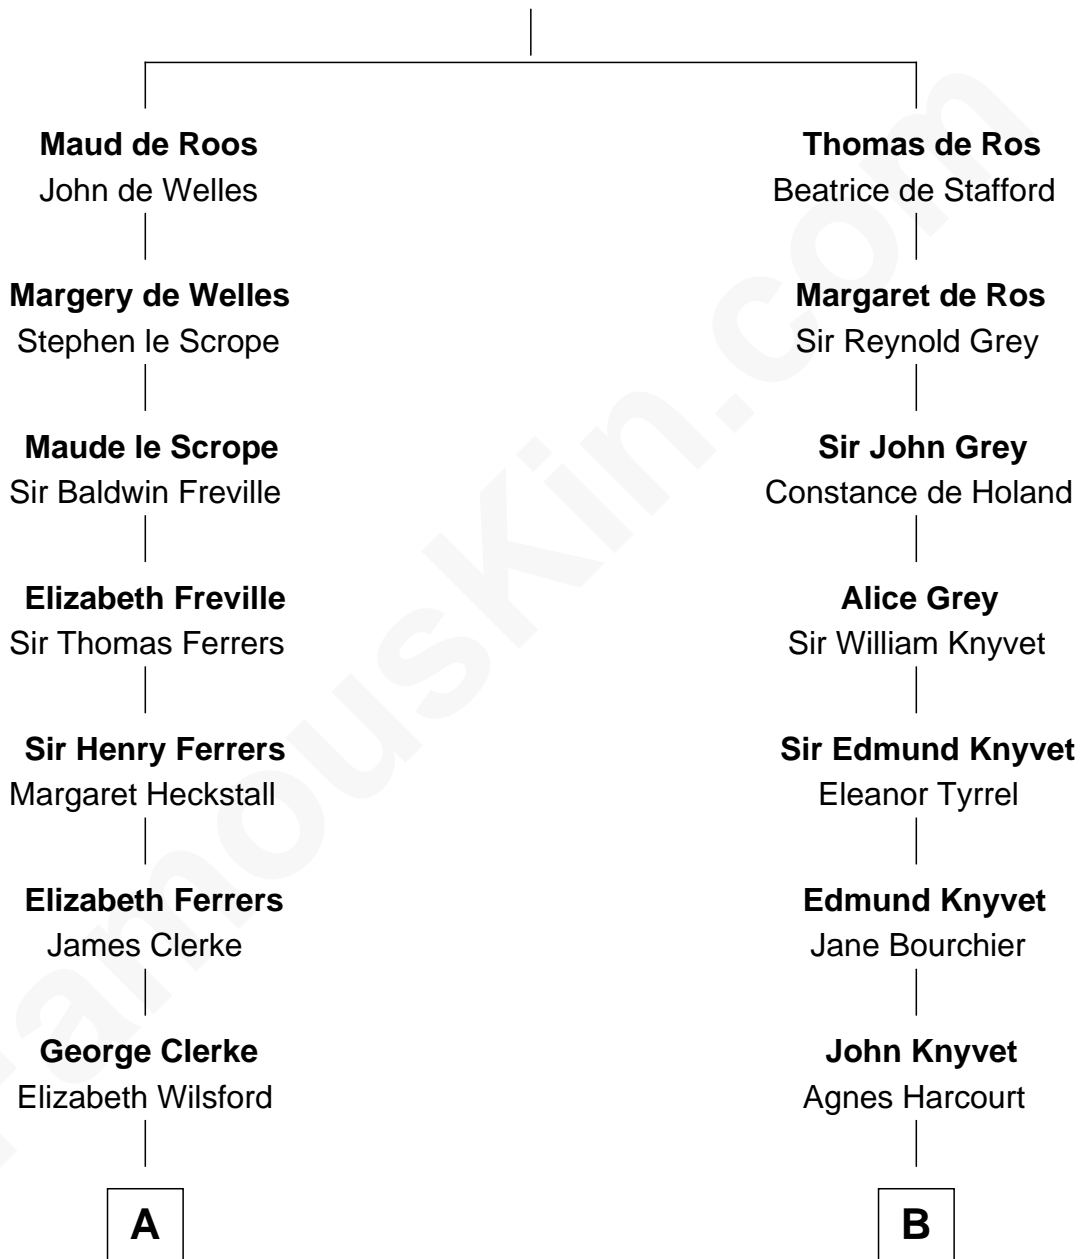 Maud de Roos
John de Welles
Thomas de Ros
Beatrice de Stafford
Margery de Welles
Stephen le Scrope
Margaret de Ros
Sir Reynold Grey
Maude le Scrope
Sir Baldwin Freville
Sir John Grey
Constance de Holand
Elizabeth Freville
Sir Thomas Ferrers
Alice Grey
Sir William Knyvet
Sir Henry Ferrers
Margaret Heckstall
Sir Edmund Knyvet
Eleanor Tyrrel
Elizabeth Ferrers
James Clerke
Edmund Knyvet
Jane Bourchier
George Clerke
Elizabeth Wilsford
John Knyvet
Agnes Harcourt
A
B
FamousKin.com